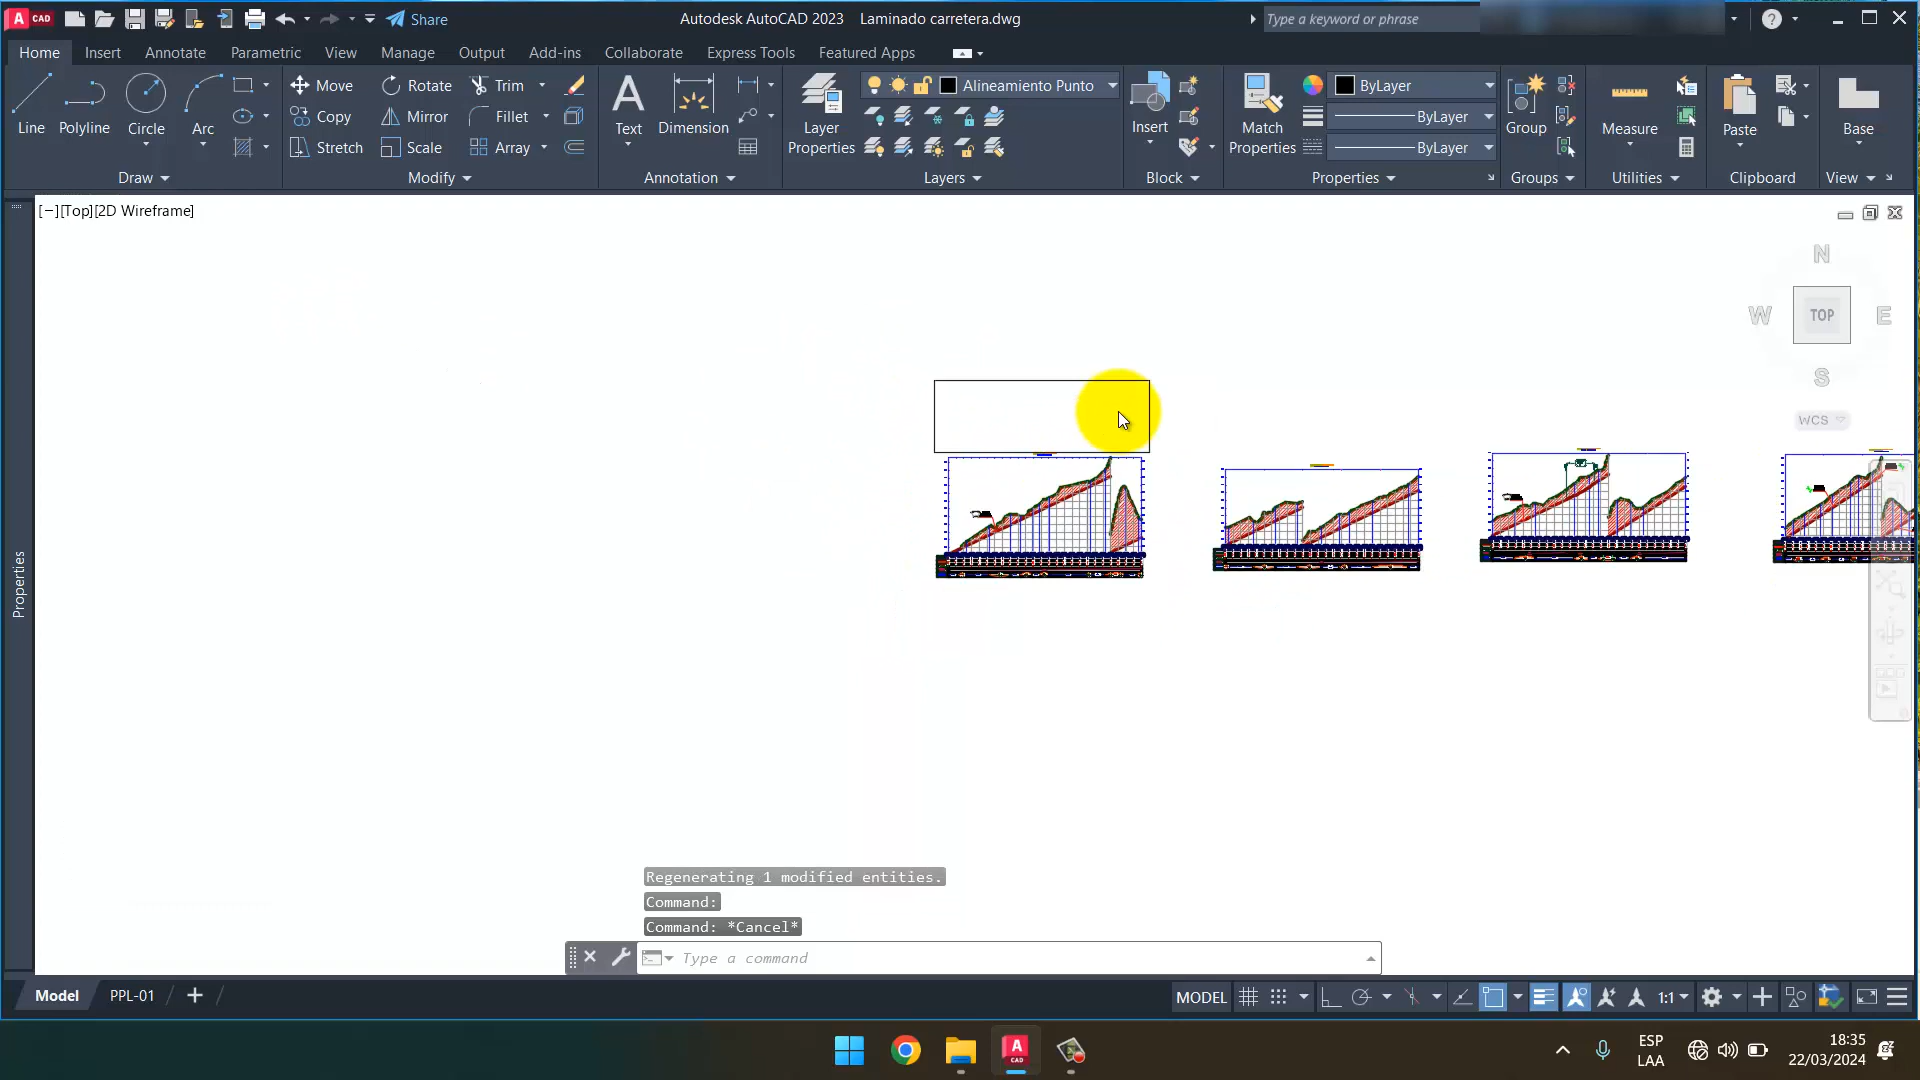 A CAD
Share
Autodesk AutoCAD 2023 Laminado carretera.dwg
Type a keyword or phrase
Home Insert Annotate Parametric View Manage Output Add-ins Collaborate Express Tools Featured Apps
Line Polyline Circle Arc
Move Rotate Trim
Copy Mirror Fillet
Stretch Scale Array
Text Dimension
Layer Properties
Alineamiento Punto
Insert
Match Properties
ByLayer
ByLayer
ByLayer
Group
Measure
Paste
Base
Draw Modify Annotation Layers Block Properties Groups Utilities Clipboard View
[−][Top][2D Wireframe]
N
W TOP E
S
WCS
Properties
Regenerating 1 modified entities.
Command:
Command: *Cancel*
Type a command
Model PPL-01
MODEL 1:1
A CAD
ESP
LAA
18:35
22/03/2024